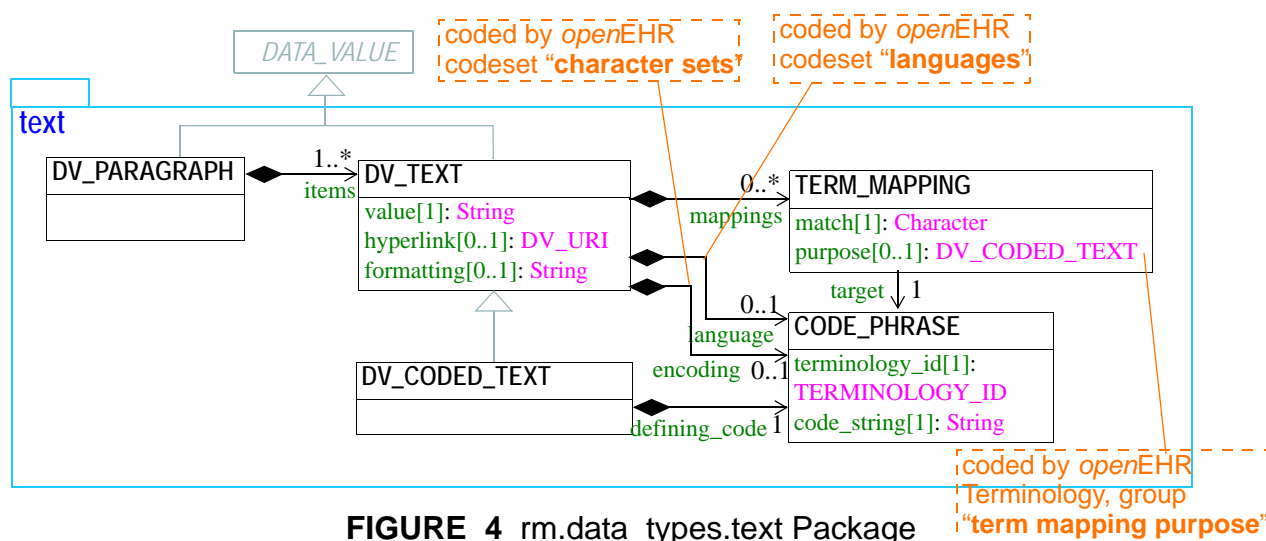 DATA_VALUE
coded by openEHR
codeset “character sets”
coded by openEHR
codeset “languages”
text
DV_PARAGRAPH
1..*
items
DV_TEXT
value[1]: String
hyperlink[0..1]: DV_URI
formatting[0..1]: String
0..*
mappings
TERM_MAPPING
match[1]: Character
purpose[0..1]: DV_CODED_TEXT
target
1
0..1
language
encoding
0..1
CODE_PHRASE
terminology_id[1]:
TERMINOLOGY_ID
code_string[1]: String
DV_CODED_TEXT
defining_code
1
coded by openEHR
Terminology, group
“term mapping purpose”
FIGURE 4 rm.data_types.text Package